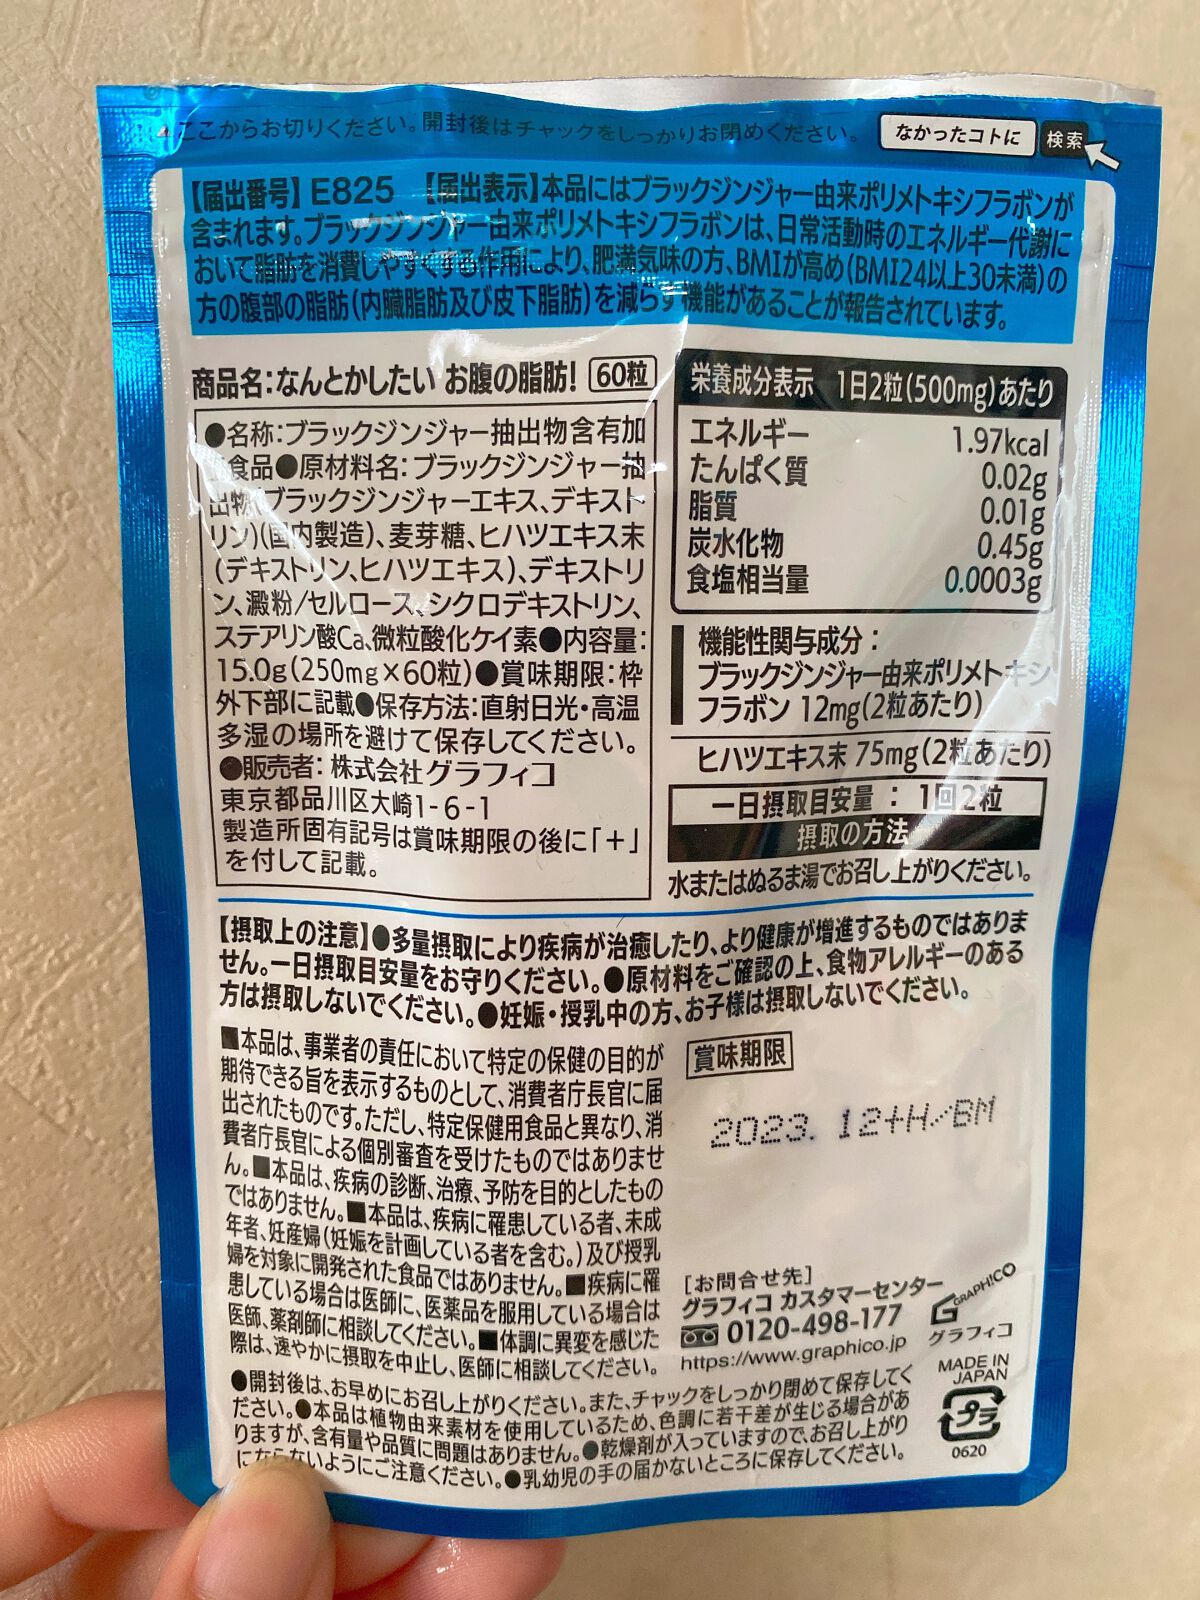 ここからお切りください。開封後はチャックをしっかりお閉めください。
なかったコトに 検索
【届出番号】E825 【届出表示】本品にはブラックジンジャー由来ポリメトキシフラボンが
含まれます。ブラックジンジャー由来ポリメトキシフラボンは、日常活動時のエネルギー代謝に
おいて脂肪を消費しやすくする作用により、肥満気味の方、BMIが高め(BMI24以上30未満)の
方の腹部の脂肪(内臓脂肪及び皮下脂肪)を減らす機能があることが報告されています。
商品名:なんとかしたい お腹の脂肪! 60粒
●名称:ブラックジンジャー抽出物含有加
工食品●原材料名:ブラックジンジャー抽
出物(ブラックジンジャーエキス、デキスト
リン)(国内製造)、麦芽糖、ヒハツエキス末
(デキストリン、ヒハツエキス)、デキストリ
ン、澱粉/セルロース、シクロデキストリン、
ステアリン酸Ca、微粒酸化ケイ素●内容量:
15.0g(250mg×60粒)●賞味期限:枠
外下部に記載●保存方法:直射日光・高温
多湿の場所を避けて保存してください。
●販売者:株式会社グラフィコ
東京都品川区大崎1-6-1
製造所固有記号は賞味期限の後に「+」
を付して記載。
栄養成分表示 1日2粒(500mg)あたり
エネルギー 1.97kcal
たんぱく質 0.02g
脂質 0.01g
炭水化物 0.45g
食塩相当量 0.0003g
機能性関与成分:
ブラックジンジャー由来ポリメトキシ
フラボン 12mg(2粒あたり)
ヒハツエキス末 75mg(2粒あたり)
一日摂取目安量 : 1回2粒
摂取の方法
水またはぬるま湯でお召し上がりください。
【摂取上の注意】●多量摂取により疾病が治癒したり、より健康が増進するものではありま
せん。一日摂取目安量をお守りください。●原材料をご確認の上、食物アレルギーのある
方は摂取しないでください。●妊娠・授乳中の方、お子様は摂取しないでください。
■本品は、事業者の責任において特定の保健の目的が
期待できる旨を表示するものとして、消費者庁長官に届
出されたものです。ただし、特定保健用食品と異なり、消
費者庁長官による個別審査を受けたものではありませ
ん。■本品は、疾病の診断、治療、予防を目的としたもの
ではありません。■本品は、疾病に罹患している者、未成
年者、妊産婦(妊娠を計画している者を含む。)及び授乳
婦を対象に開発された食品ではありません。■疾病に罹
患している場合は医師に、医薬品を服用している場合は
医師、薬剤師に相談してください。■体調に異変を感じた
際は、速やかに摂取を中止し、医師に相談してください。
賞味期限
2023. 12+H/BM
[お問合せ先]
グラフィコ カスタマーセンター
0120-498-177
https://www.graphico.jp
GRAPHICO
グラフィコ
MADE IN
JAPAN
プラ
0620
●開封後は、お早めにお召し上がりください。また、チャックをしっかり閉めて保存してく
ださい。●本品は植物由来素材を使用しているため、色調に若干差が生じる場合があ
りますが、含有量や品質に問題はありません。●乾燥剤が入っていますので、お召し上がり
にならないようにご注意ください。●乳幼児の手の届かないところに保存してください。